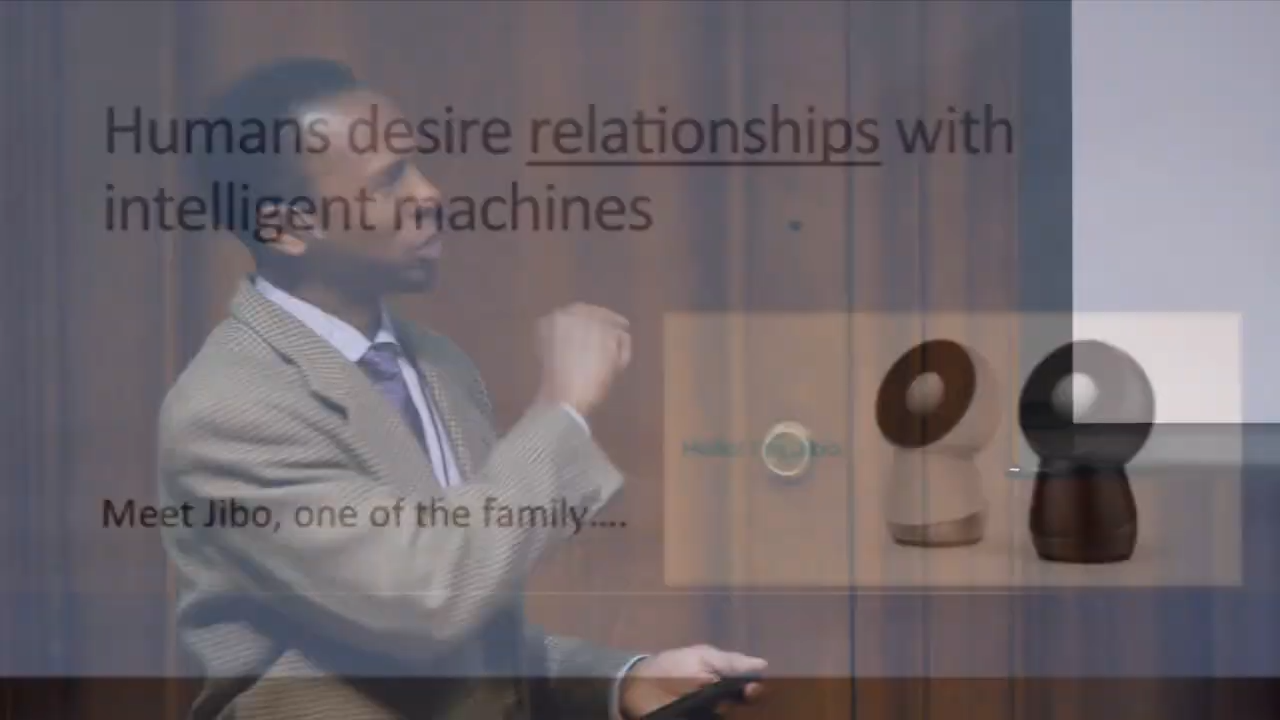 Humans desire relationships with
intelligent machines
Meet Jibo, one of the family....